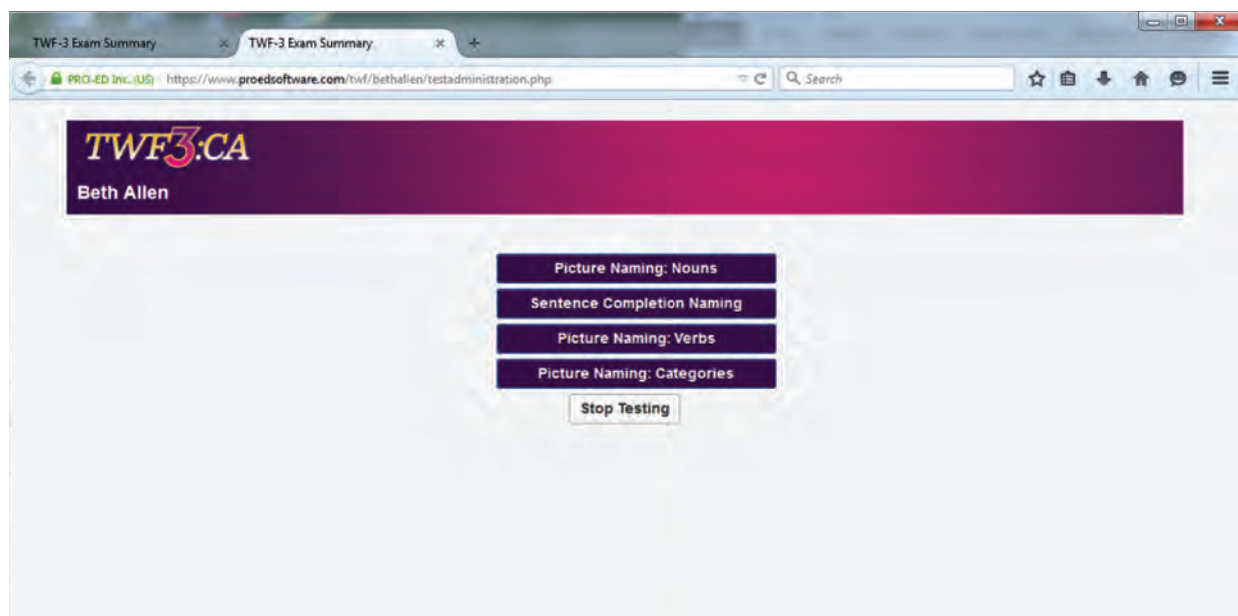 TWF-3 Exam Summary TWF-3 Exam Summary
PRO-ED Inc. (US) https://www.proedsoftware.com/twf/bethallen/testadministration.php Search
TWF3:CA
Beth Allen
Picture Naming: Nouns
Sentence Completion Naming
Picture Naming: Verbs
Picture Naming: Categories
Stop Testing